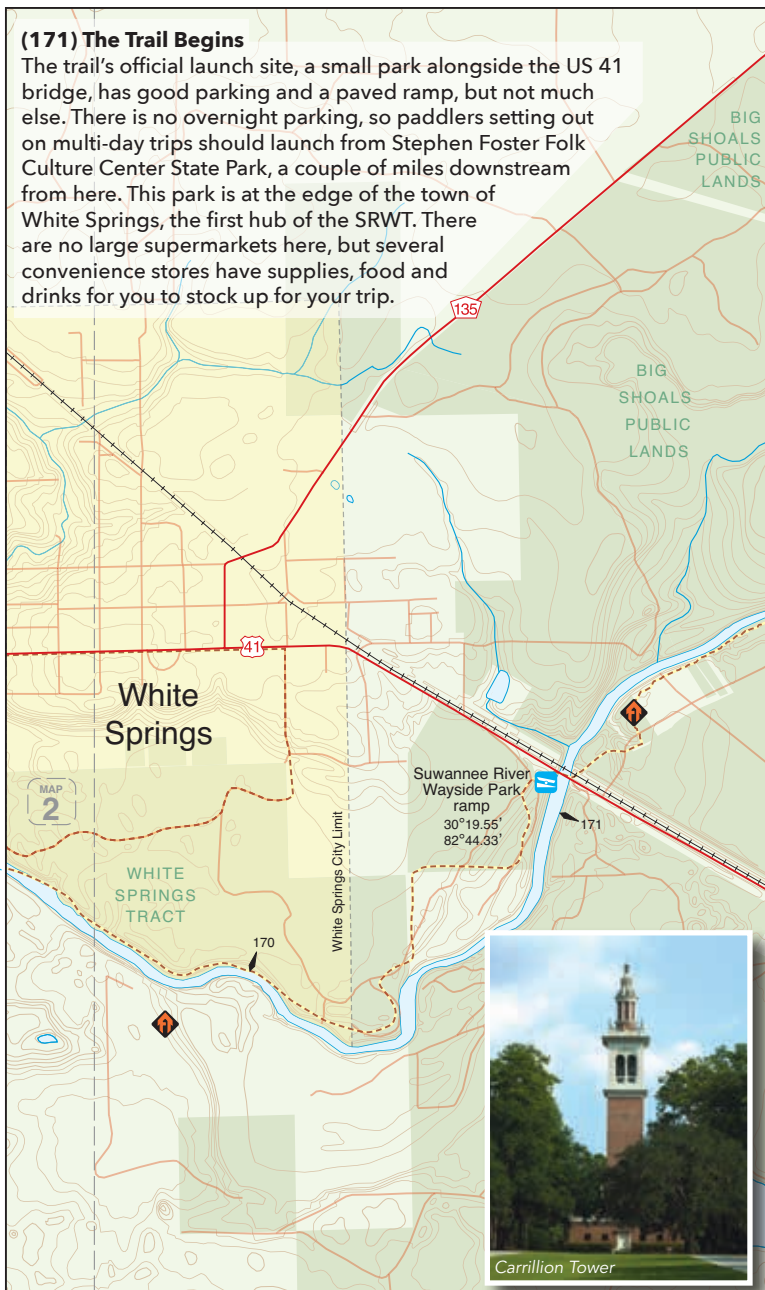 (171) The Trail Begins
The trail's official launch site, a small park alongside the US 41
bridge, has good parking and a paved ramp, but not much
else. There is no overnight parking, so paddlers setting out
on multi-day trips should launch from Stephen Foster Folk
Culture Center State Park, a couple of miles downstream
from here. This park is at the edge of the town of
White Springs, the first hub of the SRWT. There
are no large supermarkets here, but several
convenience stores have supplies, food and
drinks for you to stock up for your trip.
BIG
SHOALS
PUBLIC
LANDS
135
BIG
SHOALS
PUBLIC
LANDS
41
White
Springs
MAP
2
Suwannee River
Wayside Park
ramp
30°19.55'
82°44.33'
171
White Springs City Limit
WHITE
SPRINGS
TRACT
170
Carrillion Tower